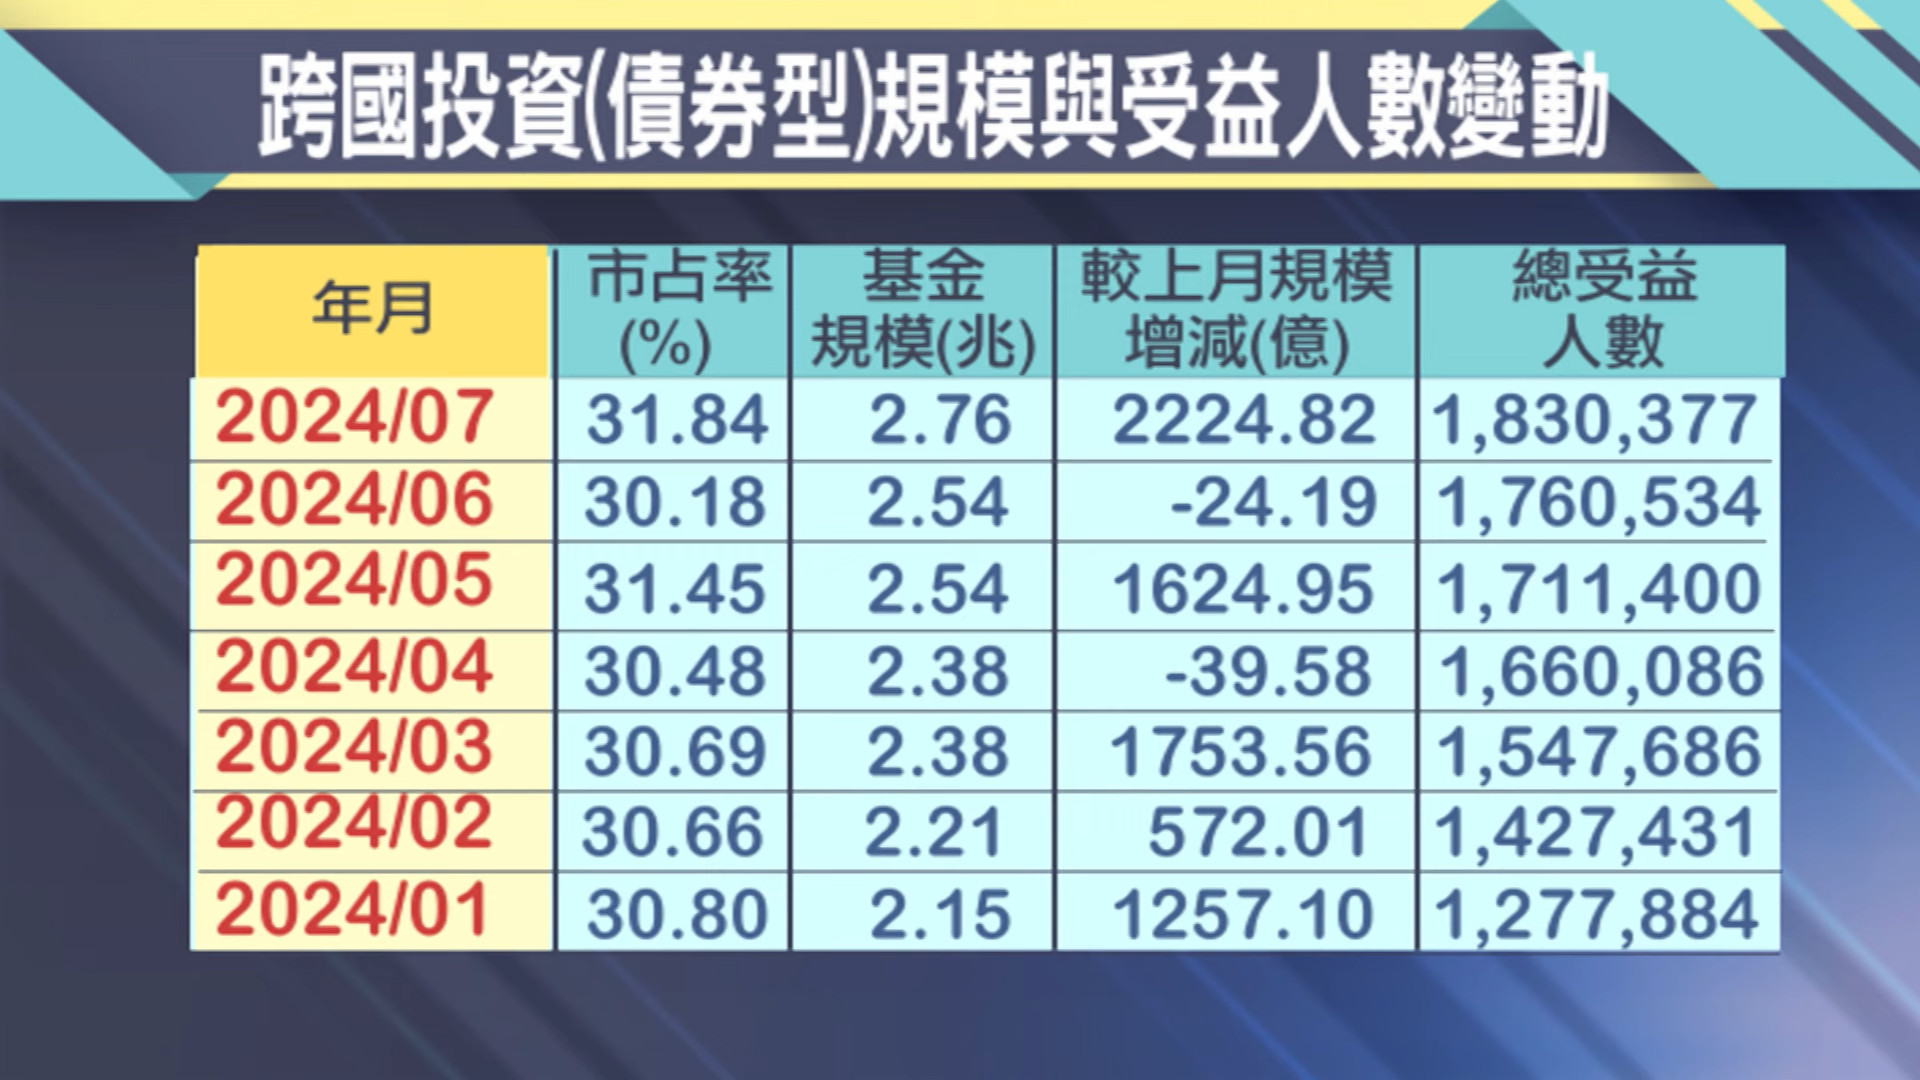 跨國投資(債券型)規模與受益人數變動
年月 市占率(%) 基金規模(兆) 較上月規模增減(億) 總受益人數
2024/07 31.84 2.76 2224.82 1,830,377
2024/06 30.18 2.54 -24.19 1,760,534
2024/05 31.45 2.54 1624.95 1,711,400
2024/04 30.48 2.38 -39.58 1,660,086
2024/03 30.69 2.38 1753.56 1,547,686
2024/02 30.66 2.21 572.01 1,427,431
2024/01 30.80 2.15 1257.10 1,277,884